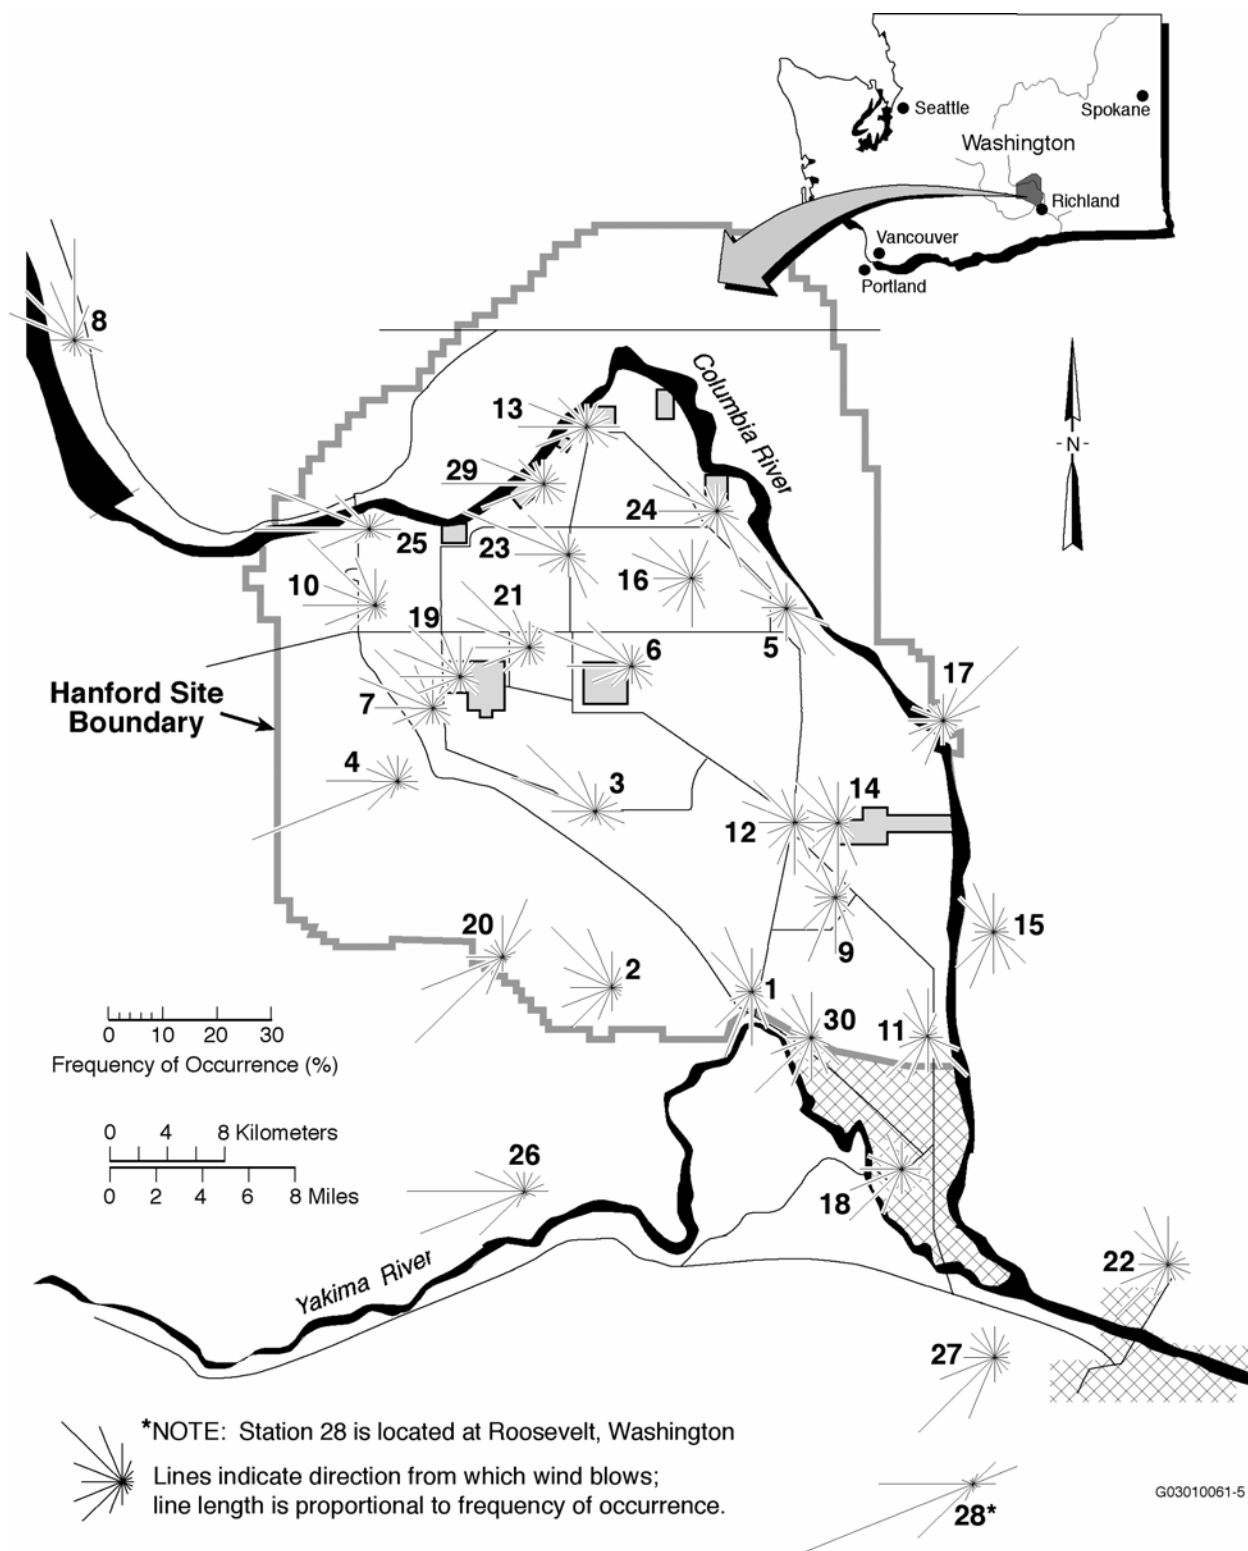 Seattle
Spokane
Washington
Richland
Vancouver
Portland
8
Columbia River
13
- N -
29
24
25
23
10
16
21
19
6
5
17
Hanford Site
Boundary
7
4
3
14
12
20
15
2
9
1
30
11
0 10 20 30
Frequency of Occurrence (%)
0 4 8 Kilometers
0 2 4 6 8 Miles
26
18
22
Yakima River
27
*NOTE: Station 28 is located at Roosevelt, Washington
Lines indicate direction from which wind blows;
line length is proportional to frequency of occurrence.
28*
G03010061-5